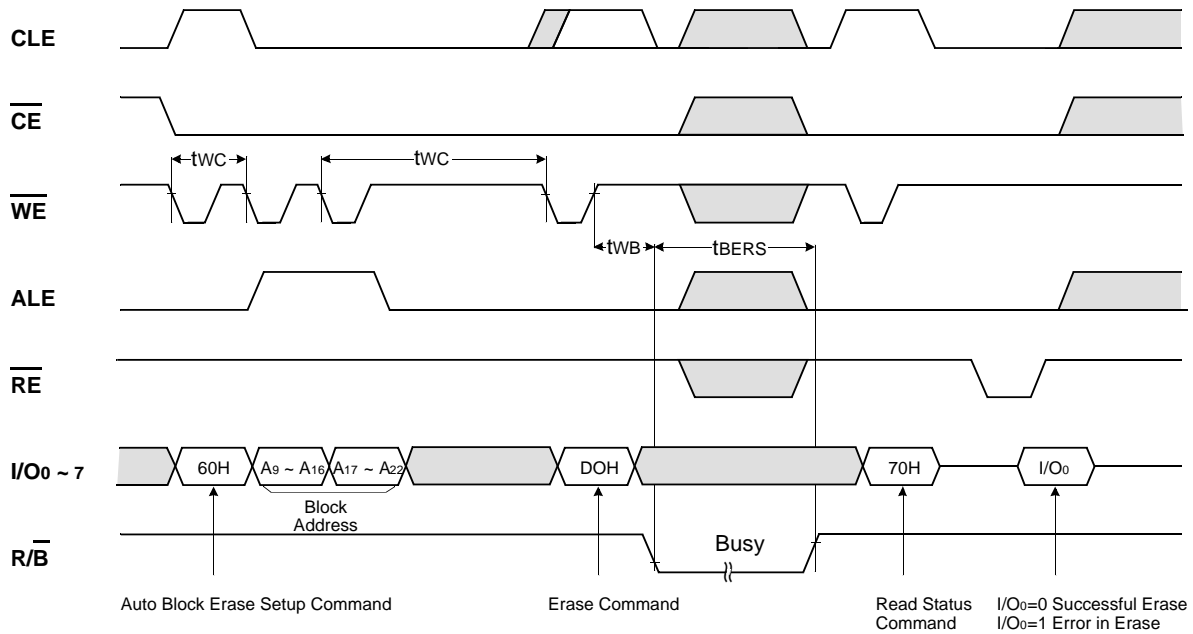 CLE
CE
tWC
tWC
WE
tWB
tBERS
ALE
RE
I/O0 ~ 7
60H
A9 ~ A16
A17 ~ A22
DOH
70H
I/O0
Block
Address
R/B
Busy
Auto Block Erase Setup Command
Erase Command
Read Status
Command
I/O0=0 Successful Erase
I/O0=1 Error in Erase